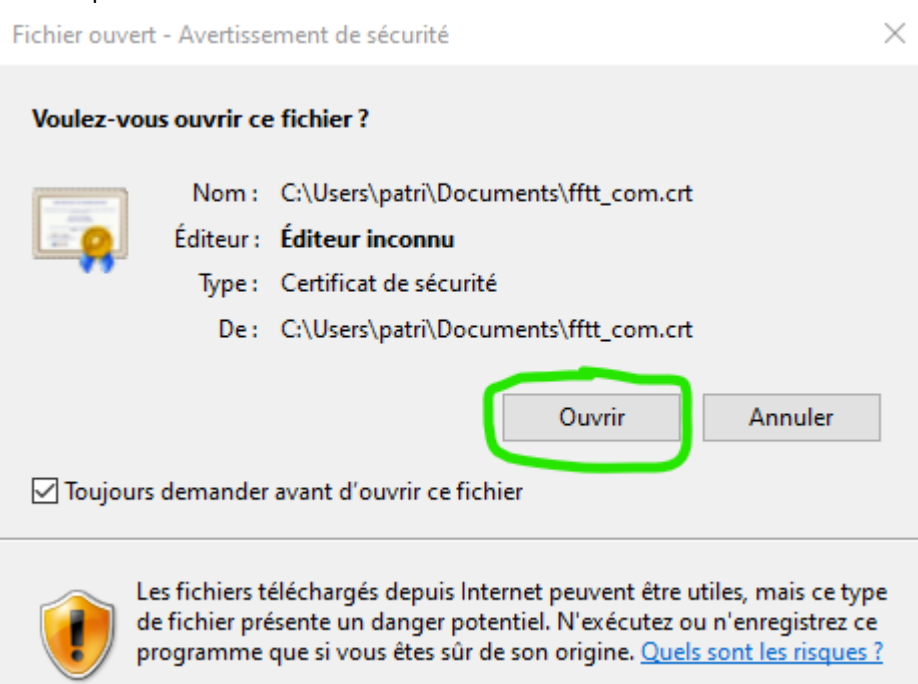 Fichier ouvert - Avertissement de sécurité
Voulez-vous ouvrir ce fichier ?
Nom : C:\Users\patri\Documents\fftt_com.crt
Éditeur : Éditeur inconnu
Type : Certificat de sécurité
De : C:\Users\patri\Documents\fftt_com.crt
Ouvrir Annuler
Toujours demander avant d'ouvrir ce fichier
Les fichiers téléchargés depuis Internet peuvent être utiles, mais ce type
de fichier présente un danger potentiel. N'exécutez ou n'enregistrez ce
programme que si vous êtes sûr de son origine. Quels sont les risques ?